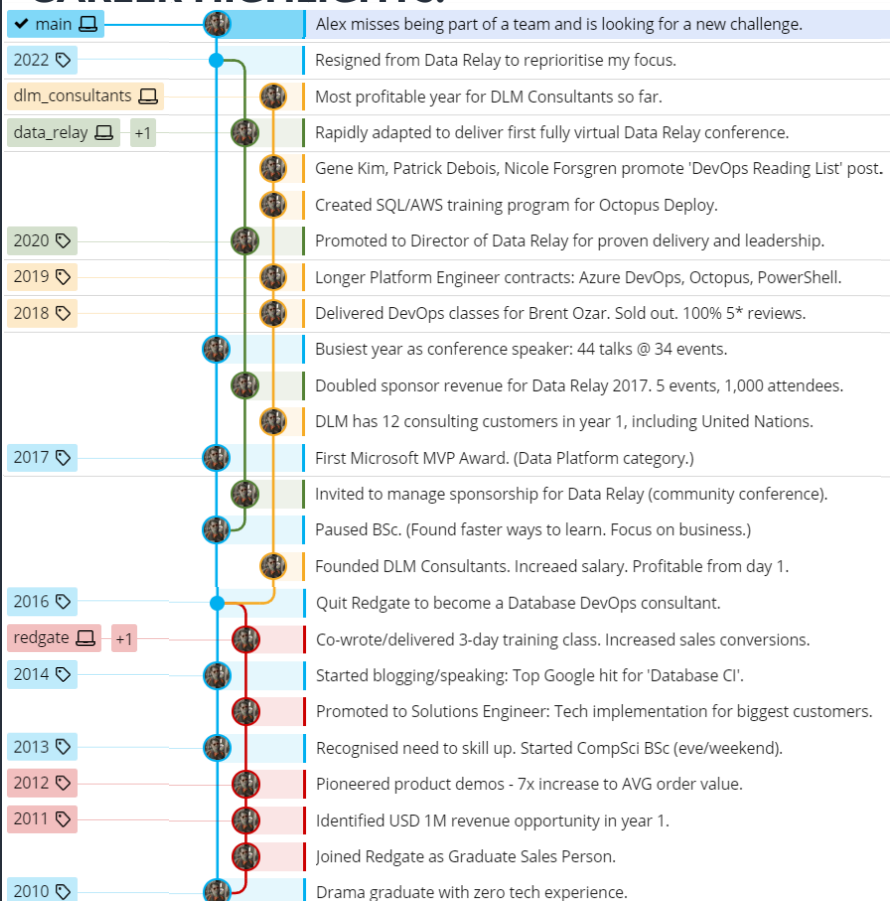 CAREER HIGHLIGHTS:
main Alex misses being part of a team and is looking for a new challenge.
2022 Resigned from Data Relay to reprioritise my focus.
dlm_consultants Most profitable year for DLM Consultants so far.
data_relay +1 Rapidly adapted to deliver first fully virtual Data Relay conference.
Gene Kim, Patrick Debois, Nicole Forsgren promote 'DevOps Reading List' post.
Created SQL/AWS training program for Octopus Deploy.
2020 Promoted to Director of Data Relay for proven delivery and leadership.
2019 Longer Platform Engineer contracts: Azure DevOps, Octopus, PowerShell.
2018 Delivered DevOps classes for Brent Ozar. Sold out. 100% 5* reviews.
Busiest year as conference speaker: 44 talks @ 34 events.
Doubled sponsor revenue for Data Relay 2017. 5 events, 1,000 attendees.
DLM has 12 consulting customers in year 1, including United Nations.
2017 First Microsoft MVP Award. (Data Platform category.)
Invited to manage sponsorship for Data Relay (community conference).
Paused BSc. (Found faster ways to learn. Focus on business.)
Founded DLM Consultants. Increaed salary. Profitable from day 1.
2016 Quit Redgate to become a Database DevOps consultant.
redgate +1 Co-wrote/delivered 3-day training class. Increased sales conversions.
2014 Started blogging/speaking: Top Google hit for 'Database CI'.
Promoted to Solutions Engineer: Tech implementation for biggest customers.
2013 Recognised need to skill up. Started CompSci BSc (eve/weekend).
2012 Pioneered product demos - 7x increase to AVG order value.
2011 Identified USD 1M revenue opportunity in year 1.
Joined Redgate as Graduate Sales Person.
2010 Drama graduate with zero tech experience.